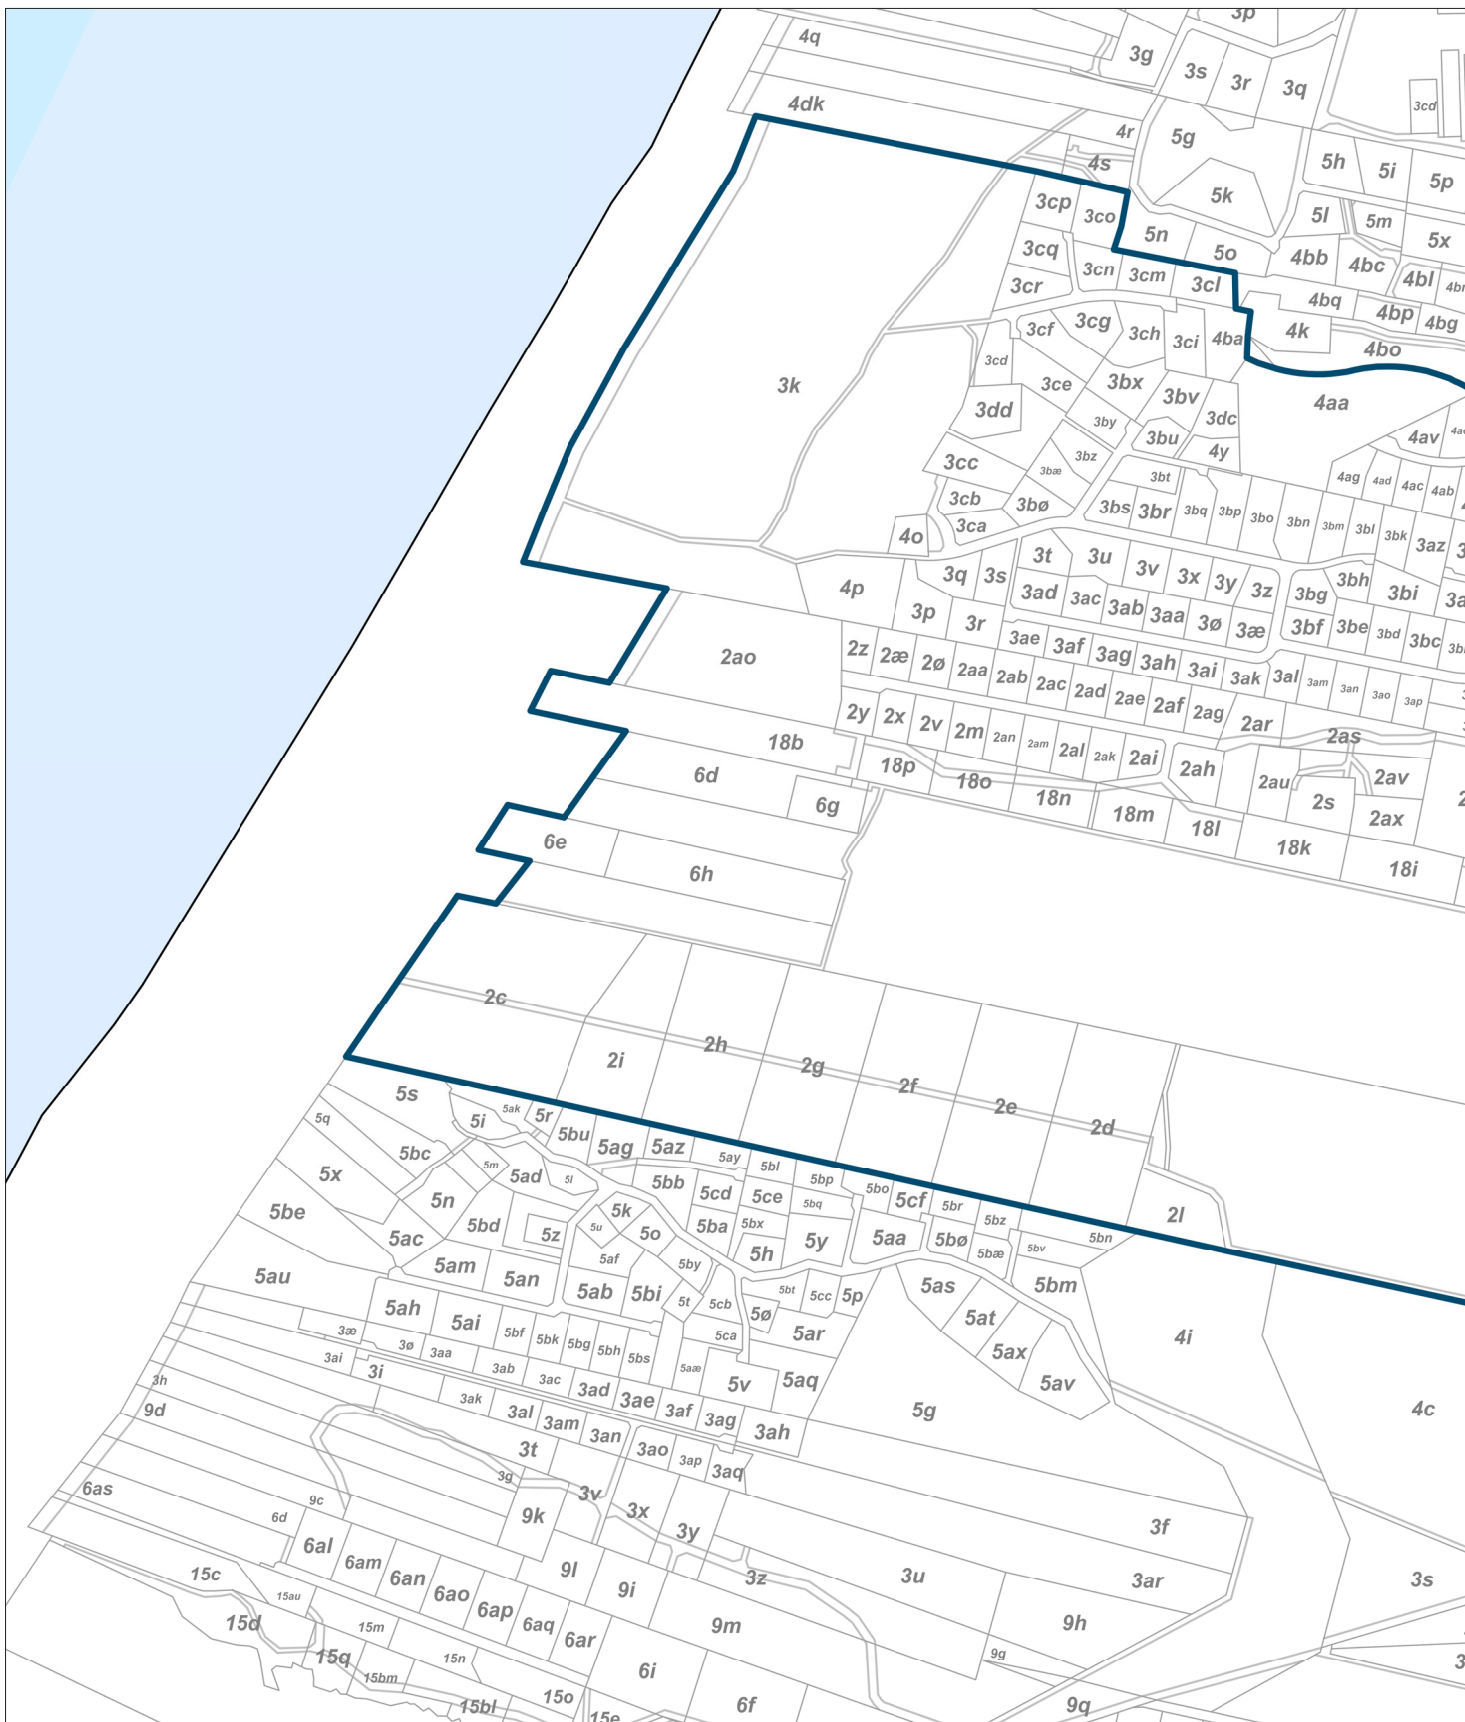 3p
4q
3g
3s
3r
3q
3cd
4dk
4r
5g
4s
5h
5i
5p
5k
3cp
3co
5l
5m
5n
5x
3cq
5o
4bb
4bc
3cn
3cm
3cl
4bl
3cr
4bq
4bp
4bg
3cf
3cg
3ch
3ci
4ba
4k
4bo
3cd
3k
3ce
3bx
3bv
4aa
3dd
3by
3dc
3bu
4av
4y
3cc
3bz
3bæ
3bt
4ag
4ad
4ac
4ab
3cb
3bø
3bs
3br
3bq
3bp
3bo
3bn
3bm
3bl
3bk
3az
3ca
4o
3t
3u
3v
3x
3y
3z
3q
3s
4p
3ad
3ac
3ab
3aa
3ø
3æ
3bg
3bh
3bi
3p
3r
3bf
3be
3bd
3bc
3ae
3af
3ag
3ah
3ai
3ak
3al
3am
3an
3ao
3ap
2ao
2z
2æ
2ø
2aa
2ab
2ac
2ad
2ae
2af
2ag
2ar
2as
2y
2x
2v
2m
2an
2am
2al
2ak
2ai
18b
6d
18p
18o
2ah
2au
2av
6g
18n
2s
18m
18l
2ax
6e
18k
6h
18i
2c
2i
2h
2g
2f
2e
2d
5s
5ak
5r
5i
5q
5bu
5ag
5az
5ay
5bl
5bp
5bc
5m
5ad
5l
5x
5bb
5cd
5ce
5bq
5bo
5cf
5br
5bz
2l
5be
5n
5bd
5z
5k
5u
5o
5ba
5bx
5y
5aa
5bø
5bæ
5bv
5bn
5ac
5am
5an
5af
5by
5h
5au
5ab
5bi
5t
5cb
5ø
5bt
5cc
5p
5as
5bm
5ah
5ai
5bf
5bk
5bg
5bh
5bs
5ca
5ar
5at
4i
3æ
3ø
3aa
3ai
3i
3ab
3ac
3ad
3ae
5aæ
5v
5aq
5ax
5av
3h
3ak
3al
3am
3an
3af
3ag
3ah
5g
4c
9d
3t
3ao
3ap
3aq
3g
6as
9c
3v
3x
3y
3f
6d
9k
6al
6am
6an
6ao
6ap
6aq
6ar
9l
9i
3z
3u
3ar
3s
15c
15au
15d
15m
15q
15n
15bm
9m
9h
6i
9g
15bl
15o
15e
6f
9q